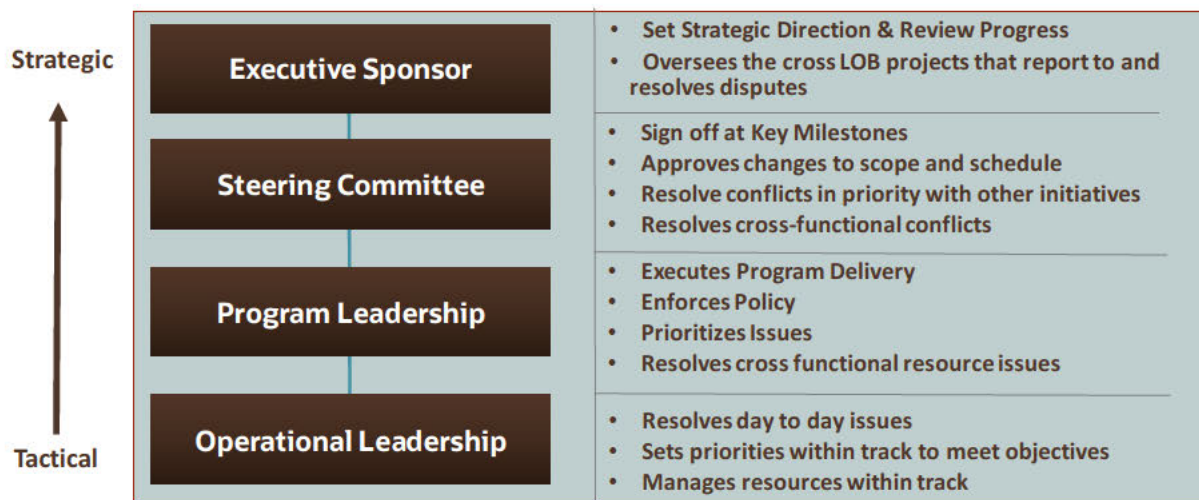 Strategic
Tactical
Executive Sponsor
• Set Strategic Direction & Review Progress
• Oversees the cross LOB projects that report to and
resolves disputes
Steering Committee
• Sign off at Key Milestones
• Approves changes to scope and schedule
• Resolve conflicts in priority with other initiatives
• Resolves cross-functional conflicts
Program Leadership
• Executes Program Delivery
• Enforces Policy
• Prioritizes Issues
• Resolves cross functional resource issues
Operational Leadership
• Resolves day to day issues
• Sets priorities within track to meet objectives
• Manages resources within track